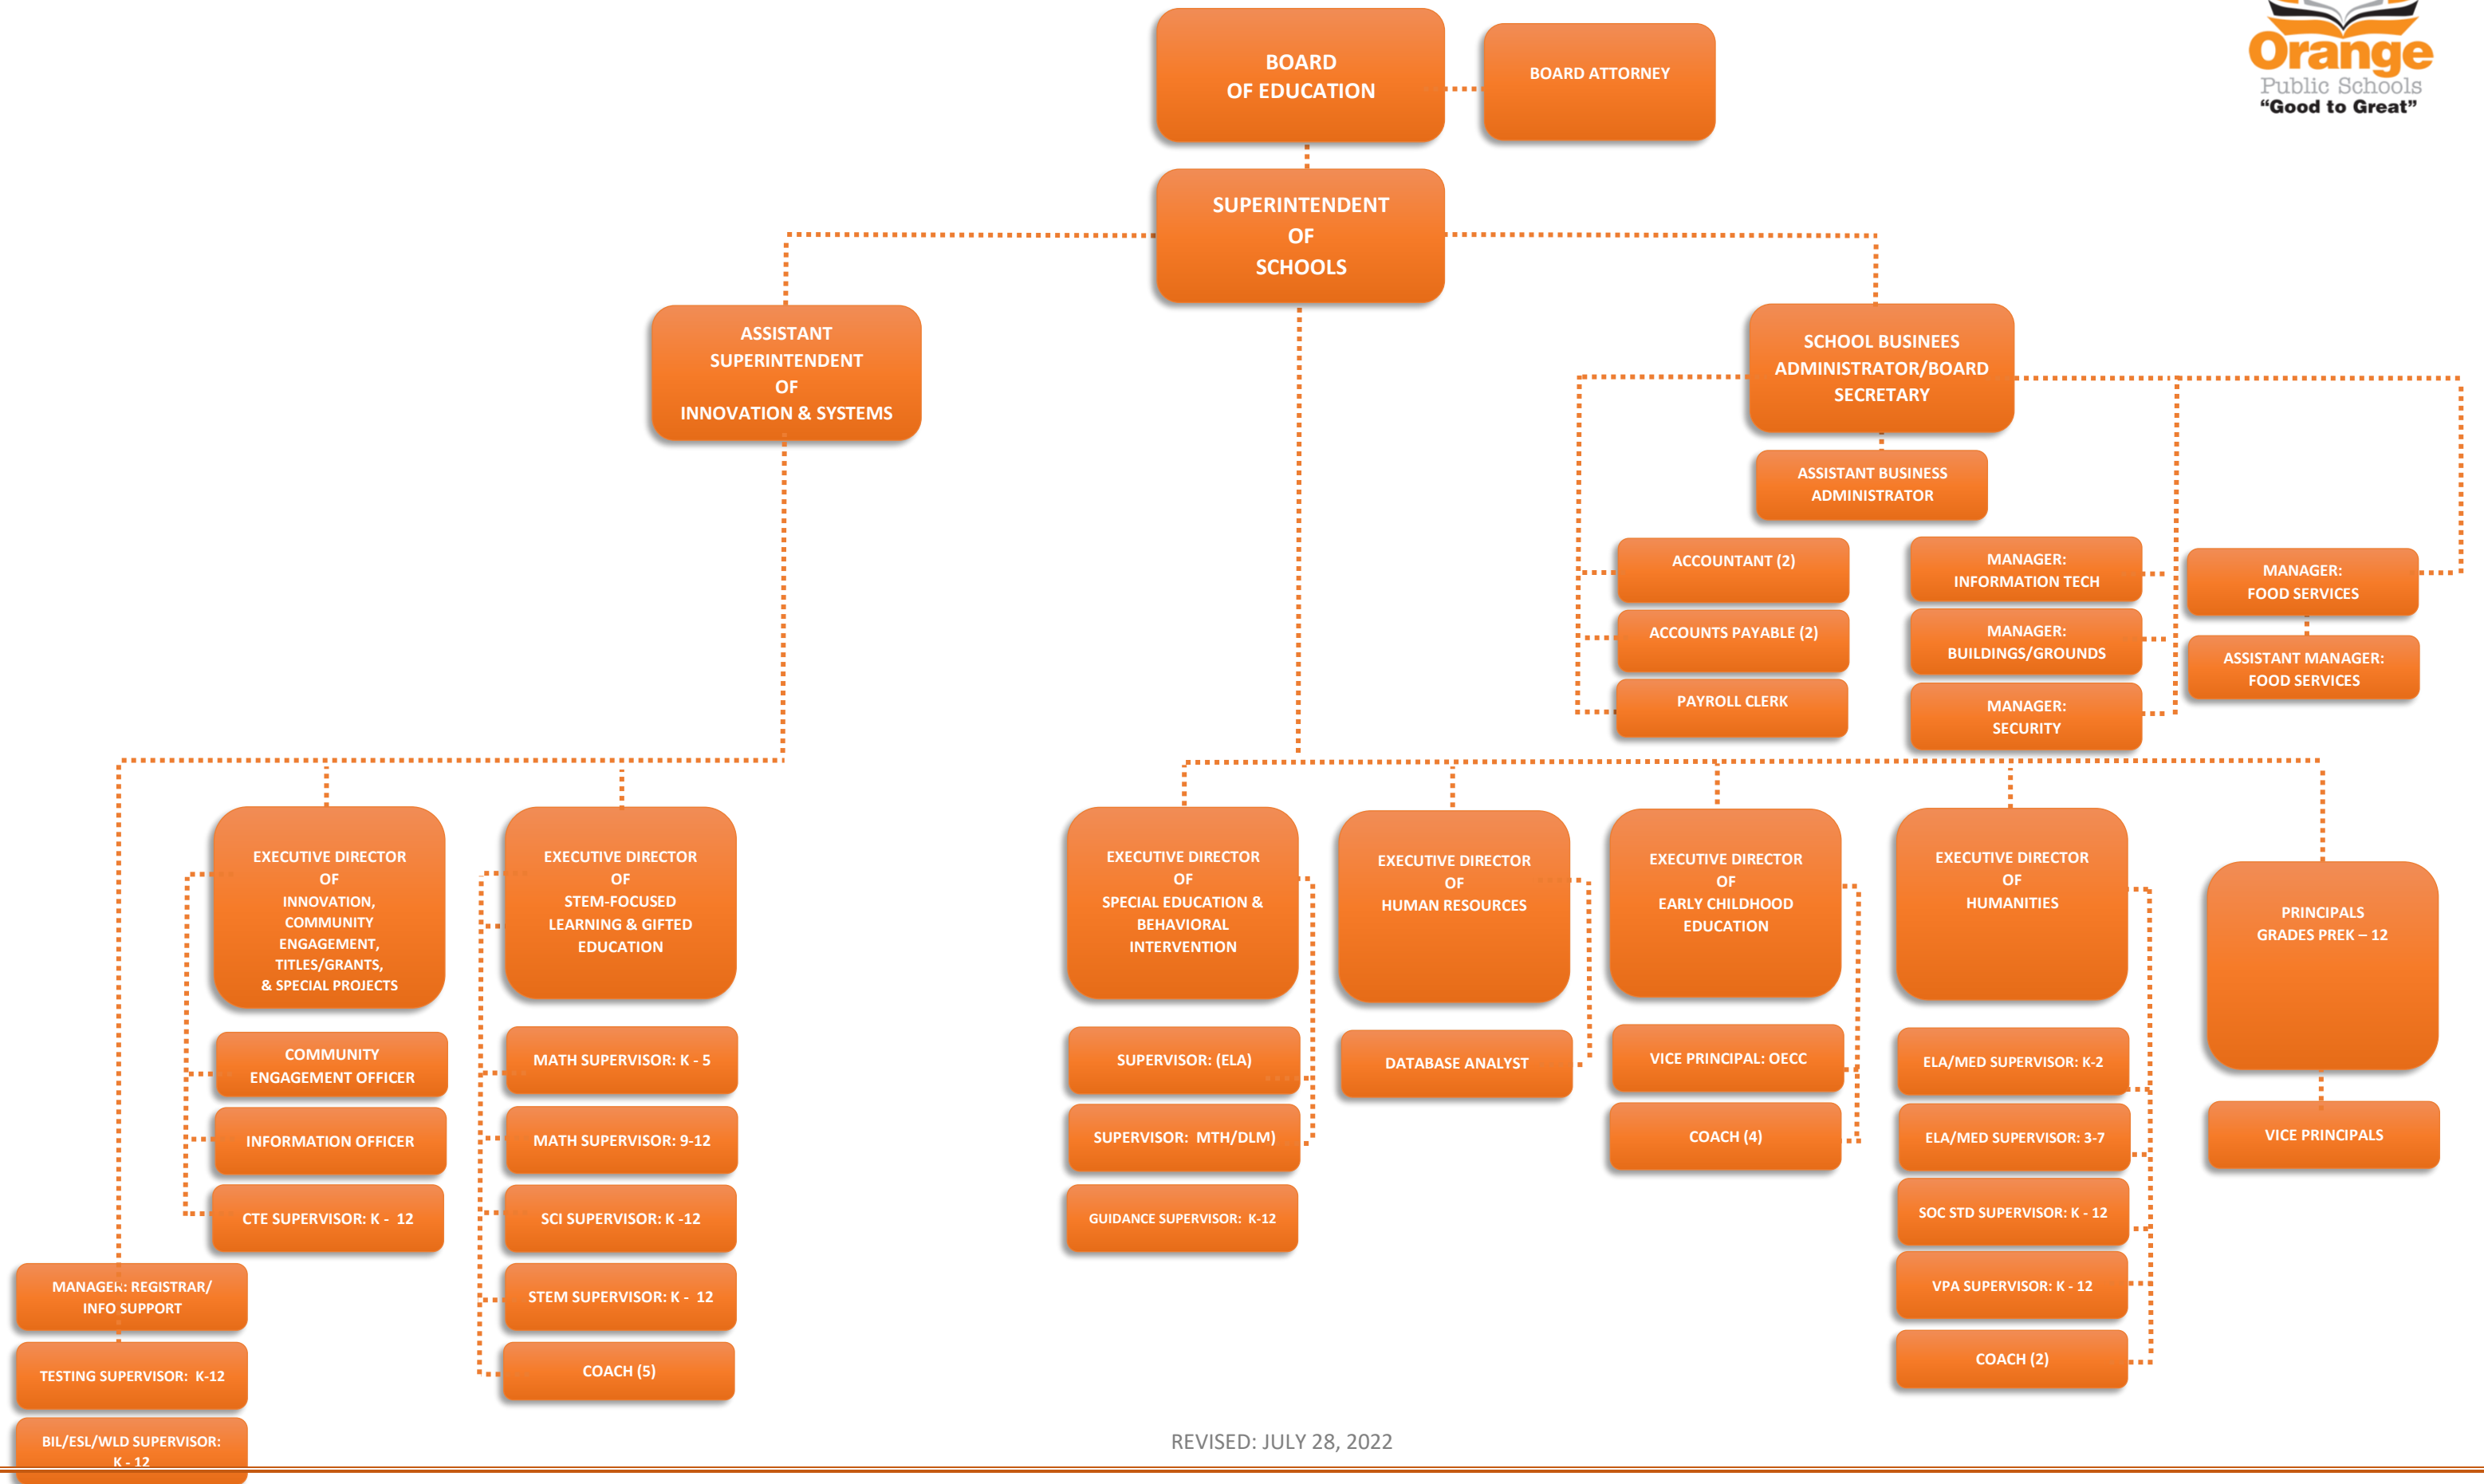 Orange
Public Schools
“Good to Great”
BOARD
OF EDUCATION
BOARD ATTORNEY
SUPERINTENDENT
OF
SCHOOLS
ASSISTANT
SUPERINTENDENT
OF
INNOVATION & SYSTEMS
SCHOOL BUSINEES
ADMINISTRATOR/BOARD
SECRETARY
ASSISTANT BUSINESS
ADMINISTRATOR
ACCOUNTANT (2)
ACCOUNTS PAYABLE (2)
PAYROLL CLERK
MANAGER:
INFORMATION TECH
MANAGER:
BUILDINGS/GROUNDS
MANAGER:
SECURITY
MANAGER:
FOOD SERVICES
ASSISTANT MANAGER:
FOOD SERVICES
EXECUTIVE DIRECTOR
OF
INNOVATION,
COMMUNITY
ENGAGEMENT,
TITLES/GRANTS,
& SPECIAL PROJECTS
COMMUNITY
ENGAGEMENT OFFICER
INFORMATION OFFICER
CTE SUPERVISOR: K - 12
MANAGER: REGISTRAR/
INFO SUPPORT
TESTING SUPERVISOR: K-12
BIL/ESL/WLD SUPERVISOR:
K - 12
EXECUTIVE DIRECTOR
OF
STEM-FOCUSED
LEARNING & GIFTED
EDUCATION
MATH SUPERVISOR: K - 5
MATH SUPERVISOR: 9-12
SCI SUPERVISOR: K -12
STEM SUPERVISOR: K - 12
COACH (5)
EXECUTIVE DIRECTOR
OF
SPECIAL EDUCATION &
BEHAVIORAL
INTERVENTION
SUPERVISOR: (ELA)
SUPERVISOR: MTH/DLM)
GUIDANCE SUPERVISOR: K-12
EXECUTIVE DIRECTOR
OF
HUMAN RESOURCES
DATABASE ANALYST
EXECUTIVE DIRECTOR
OF
EARLY CHILDHOOD
EDUCATION
VICE PRINCIPAL: OECC
COACH (4)
EXECUTIVE DIRECTOR
OF
HUMANITIES
ELA/MED SUPERVISOR: K-2
ELA/MED SUPERVISOR: 3-7
SOC STD SUPERVISOR: K - 12
VPA SUPERVISOR: K - 12
COACH (2)
PRINCIPALS
GRADES PREK – 12
VICE PRINCIPALS
REVISED: JULY 28, 2022